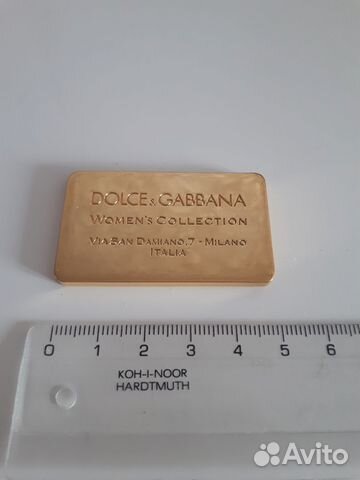 DOLCE & GABBANA
WOMEN'S COLLECTION
VIA SAN DAMIANO,7 - MILANO
ITALIA
0 1 2 3 4 5 6
KOH-I-NOOR
HARDTMUTH
Avito